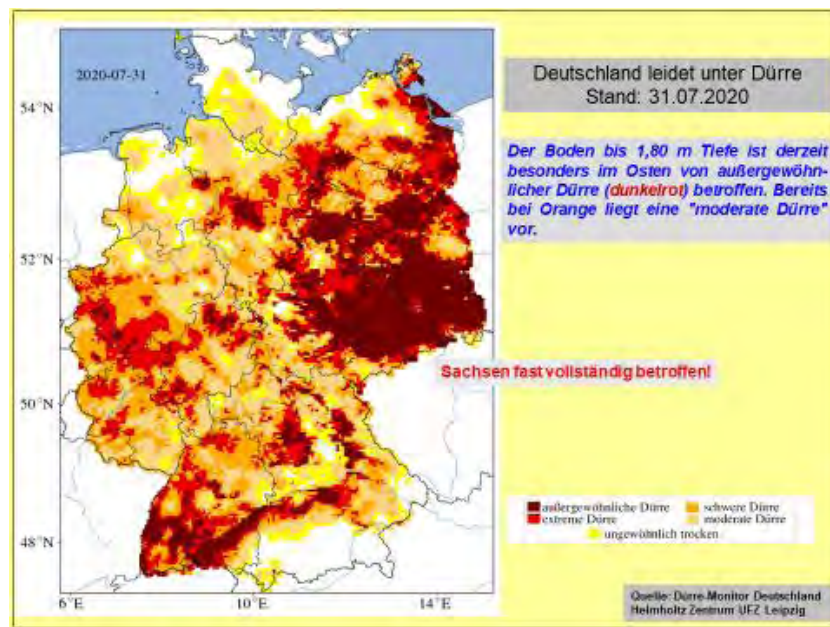 2020-07-31
54°N
52°N
50°N
48°N
6°E
10°E
14°E
Deutschland leidet unter Dürre
Stand: 31.07.2020
Der Boden bis 1,80 m Tiefe ist derzeit
besonders im Osten von außergewöhn-
licher Dürre (dunkelrot) betroffen. Bereits
bei Orange liegt eine "moderate Dürre"
vor.
Sachsen fast vollständig betroffen!
außergewöhnliche Dürre
schwere Dürre
extreme Dürre
moderate Dürre
ungewöhnlich trocken
Quelle: Dürre-Monitor Deutschland
Helmholtz Zentrum UFZ Leipzig